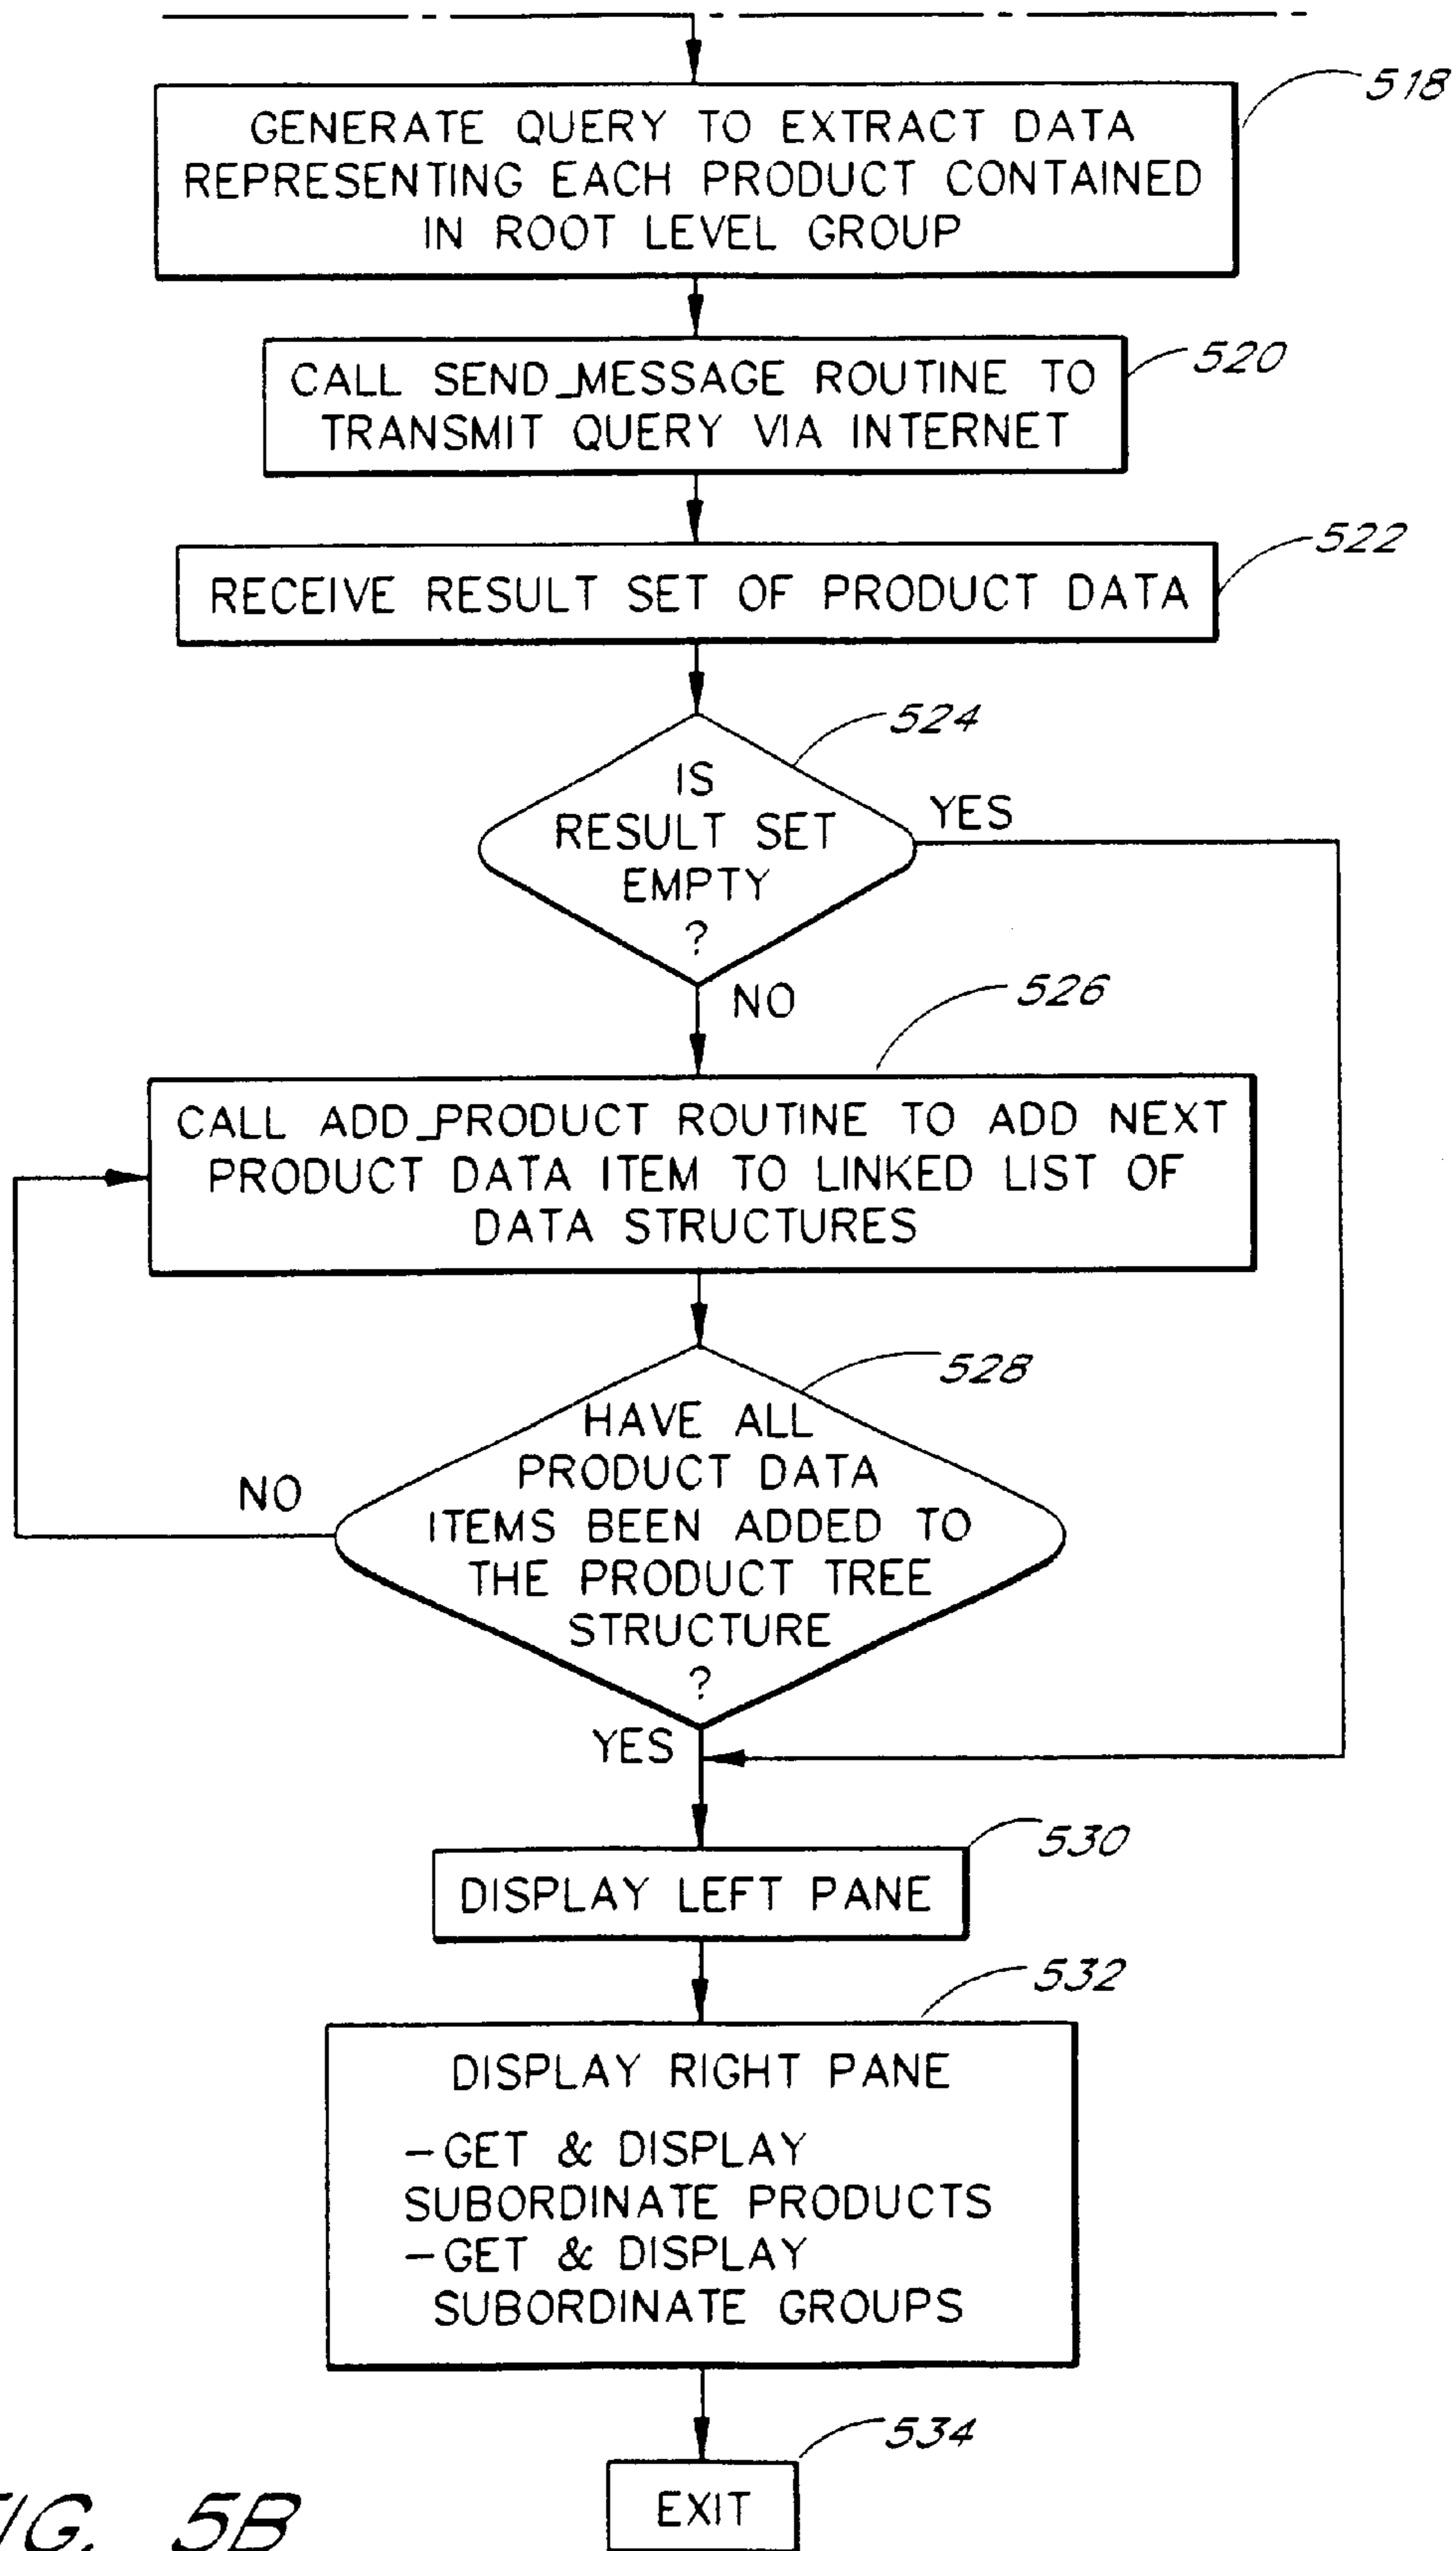 518
GENERATE QUERY TO EXTRACT DATA
REPRESENTING EACH PRODUCT CONTAINED
IN ROOT LEVEL GROUP
520
CALL SEND_MESSAGE ROUTINE TO
TRANSMIT QUERY VIA INTERNET
522
RECEIVE RESULT SET OF PRODUCT DATA
524
IS
RESULT SET
EMPTY
?
YES
NO
526
CALL ADD_PRODUCT ROUTINE TO ADD NEXT
PRODUCT DATA ITEM TO LINKED LIST OF
DATA STRUCTURES
528
HAVE ALL
PRODUCT DATA
ITEMS BEEN ADDED TO
THE PRODUCT TREE
STRUCTURE
?
NO
YES
530
DISPLAY LEFT PANE
532
DISPLAY RIGHT PANE
-GET & DISPLAY
SUBORDINATE PRODUCTS
-GET & DISPLAY
SUBORDINATE GROUPS
534
EXIT
IG. 5B